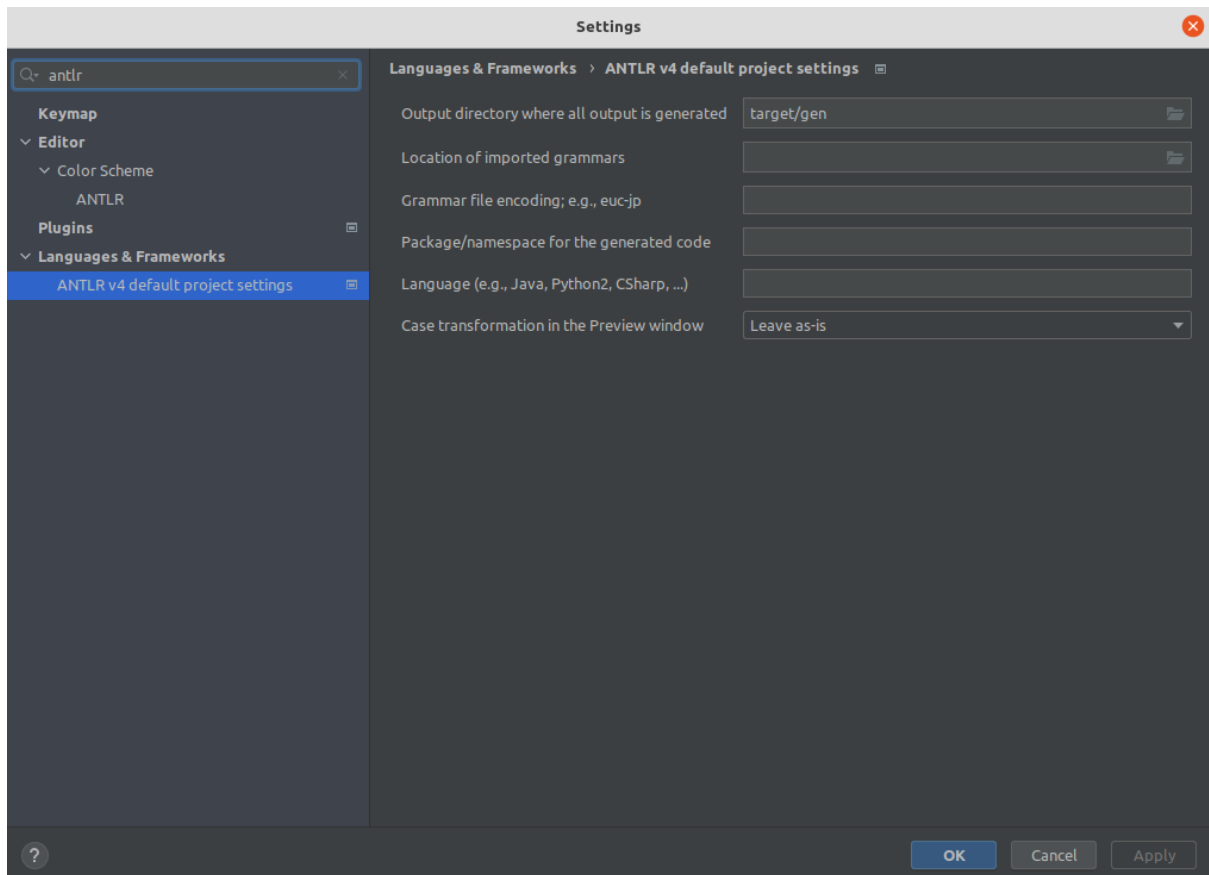 Settings
antlr
Keymap
Editor
Color Scheme
ANTLR
Plugins
Languages & Frameworks
ANTLR v4 default project settings
Languages & Frameworks › ANTLR v4 default project settings
Output directory where all output is generated target/gen
Location of imported grammars
Grammar file encoding; e.g., euc-jp
Package/namespace for the generated code
Language (e.g., Java, Python2, CSharp, ...)
Case transformation in the Preview window Leave as-is
? OK Cancel Apply